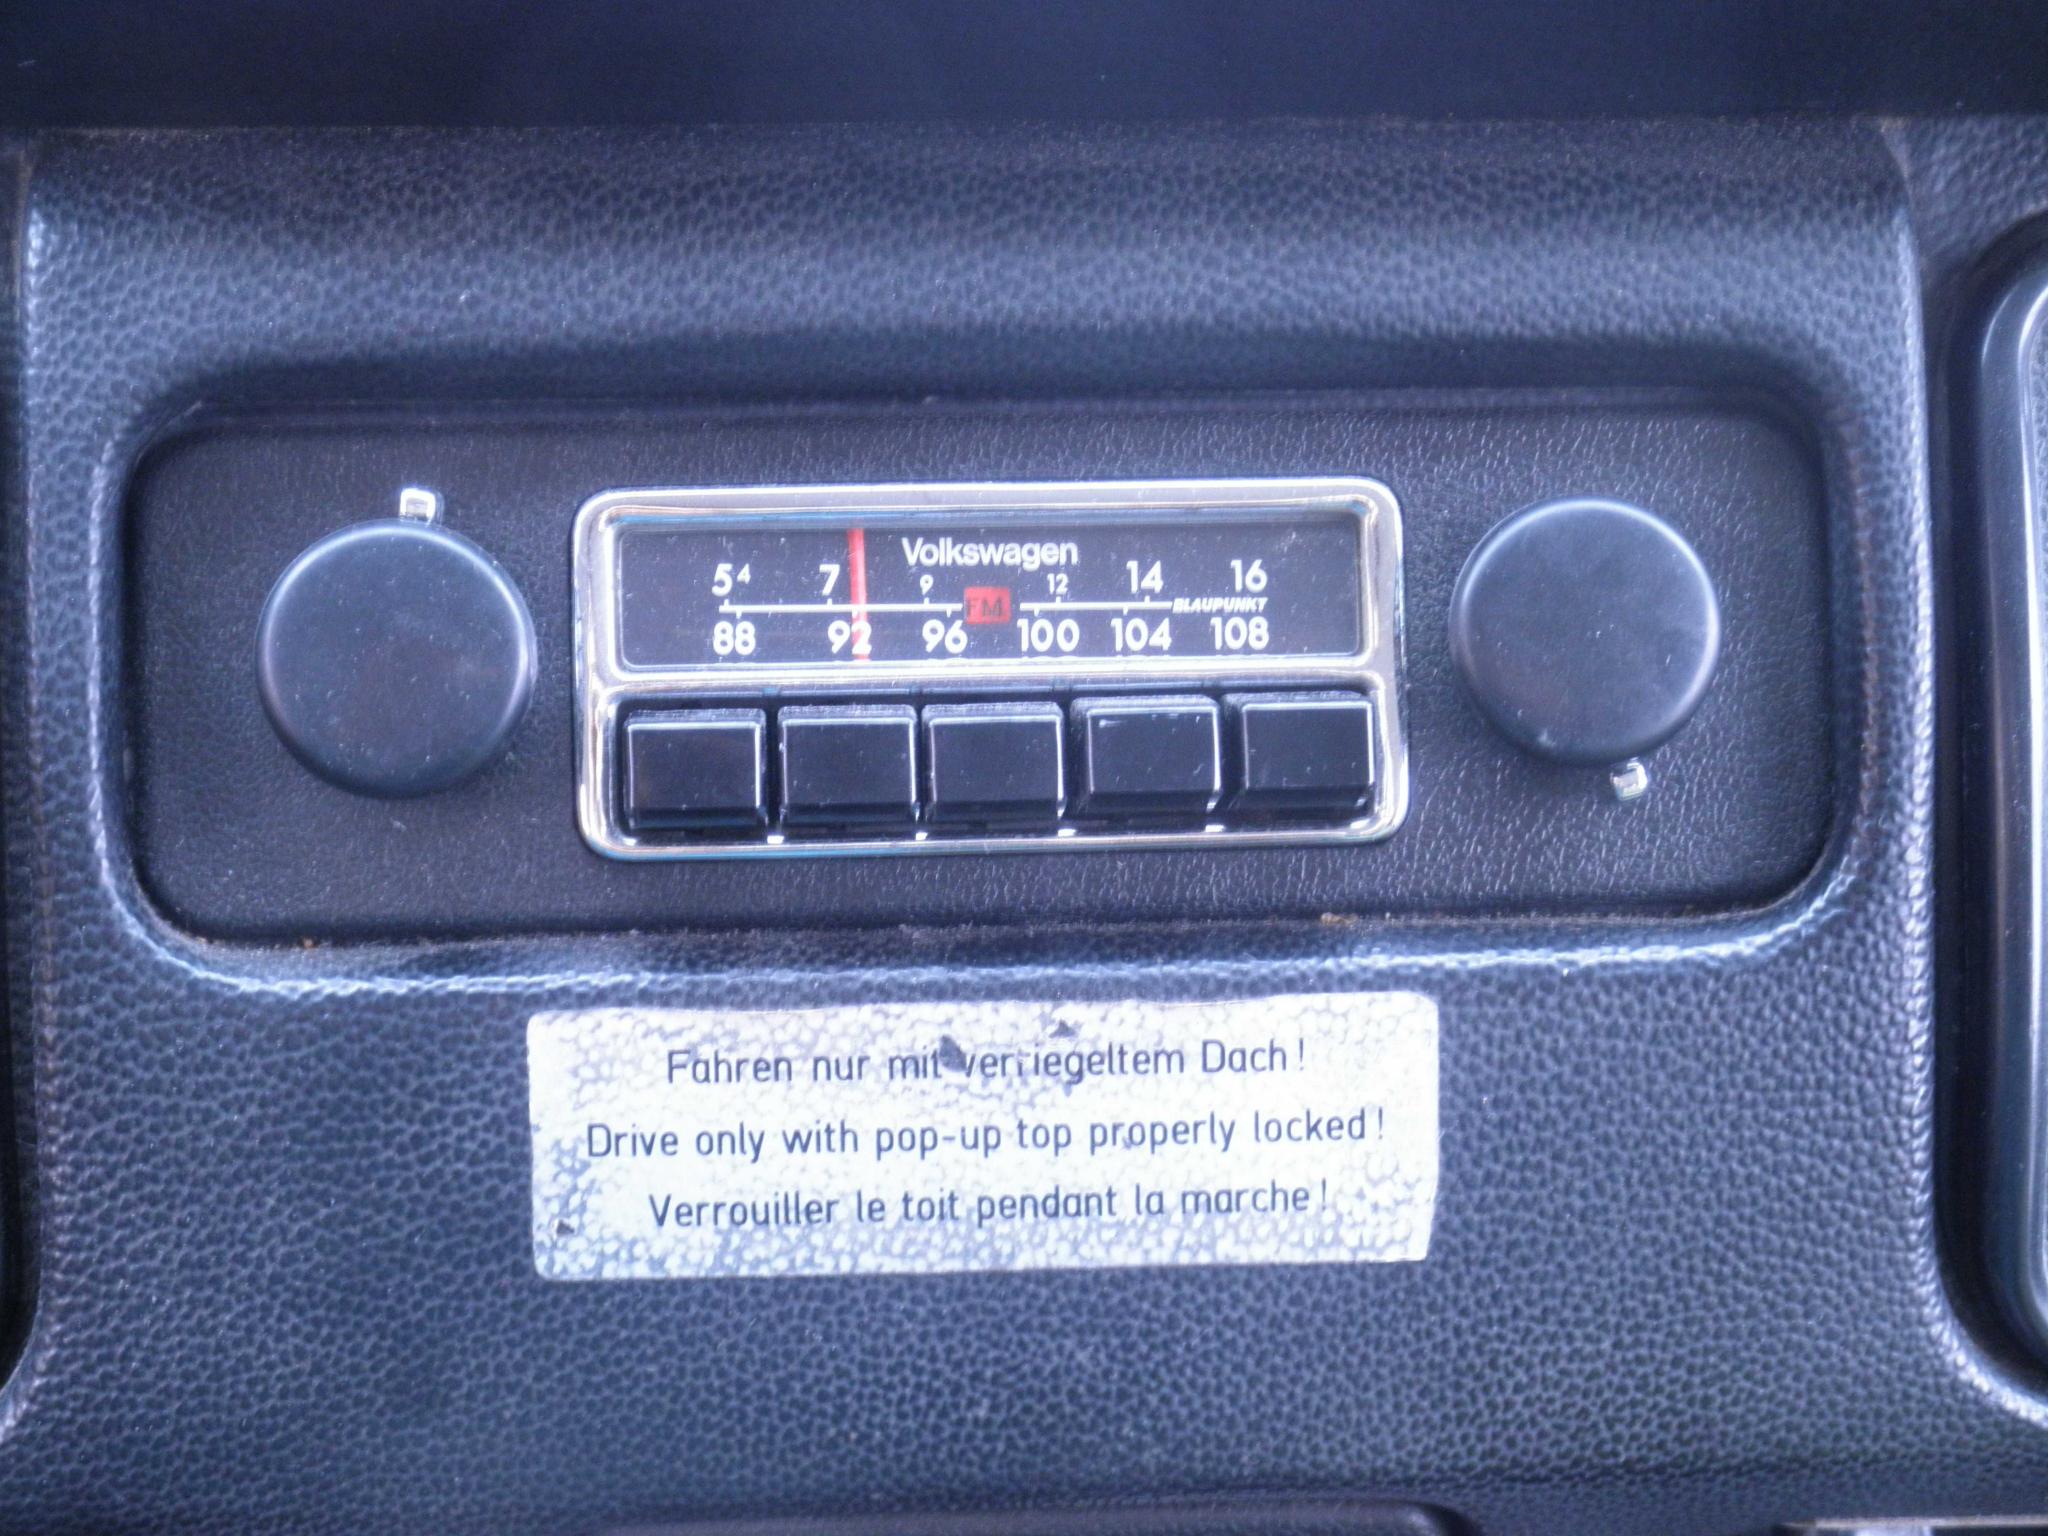 Volkswagen
54 7 9 12 14 16
FM BLAUPUNKT
88 92 96 100 104 108
Fahren nur mit verriegeltem Dach!
Drive only with pop-up top properly locked!
Verrouiller le toit pendant la marche!